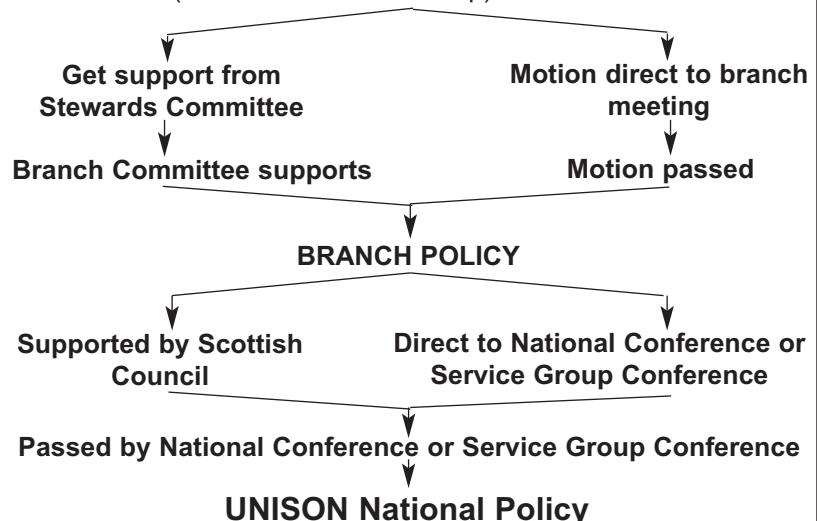 Get support from
Stewards Committee
Motion direct to branch
meeting
Branch Committee supports
Motion passed
BRANCH POLICY
Supported by Scottish
Council
Direct to National Conference or
Service Group Conference
Passed by National Conference or Service Group Conference
UNISON National Policy